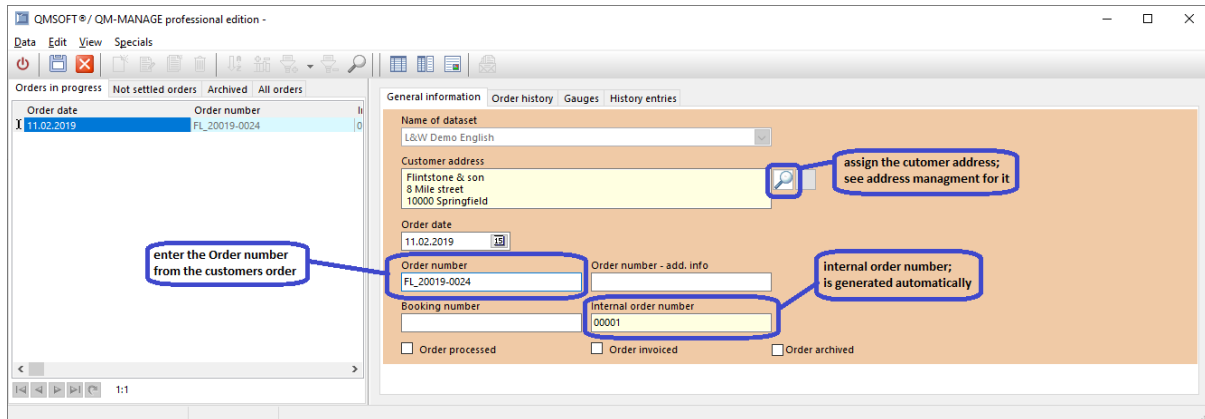 QMSOFT®/ QM-MANAGE professional edition -
Data Edit View Specials
Orders in progress Not settled orders Archived All orders
Order date Order number
11.02.2019 FL_20019-0024 0
1:1
General information Order history Gauges History entries
Name of dataset
L&W Demo English
Customer address
Flintstone & son
8 Mile street
10000 Springfield
assign the cutomer address;
see address managment for it
Order date
11.02.2019 15
enter the Order number
from the customers order
Order number Order number - add. info
FL_20019-0024
internal order number;
is generated automatically
Booking number Internal order number
00001
Order processed Order invoiced Order archived